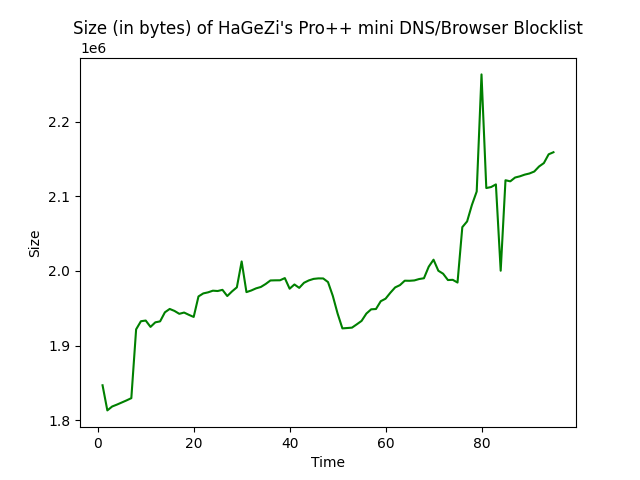 Size (in bytes) of HaGeZi's Pro++ mini DNS/Browser Blocklist
1e6
2.2
2.1
2.0
1.9
1.8
Size
0 20 40 60 80
Time